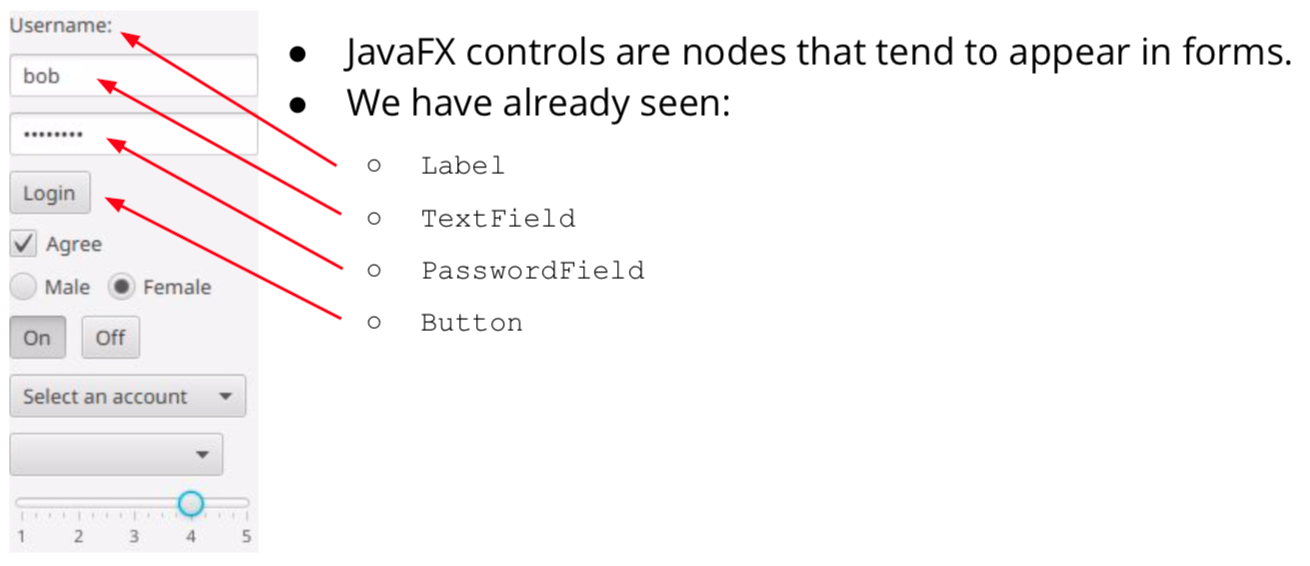 Username:
bob
••••••••
Login
Agree
Male Female
On Off
Select an account
1 2 3 4 5
● JavaFX controls are nodes that tend to appear in forms.
● We have already seen:
○ Label
○ TextField
○ PasswordField
○ Button